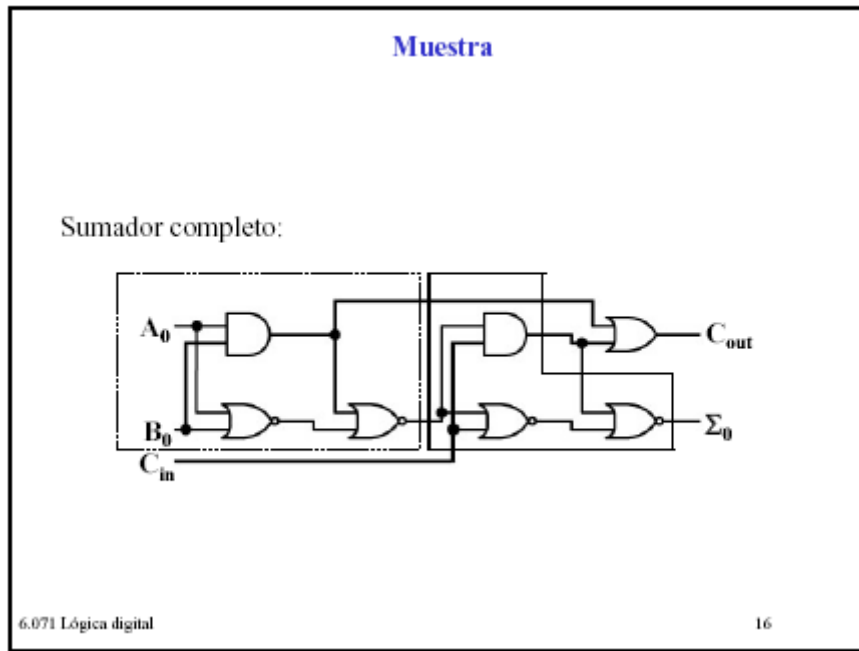 Muestra
Sumador completo:
A0
Cout
B0
Σ0
Cin
6.071 Lógica digital
16